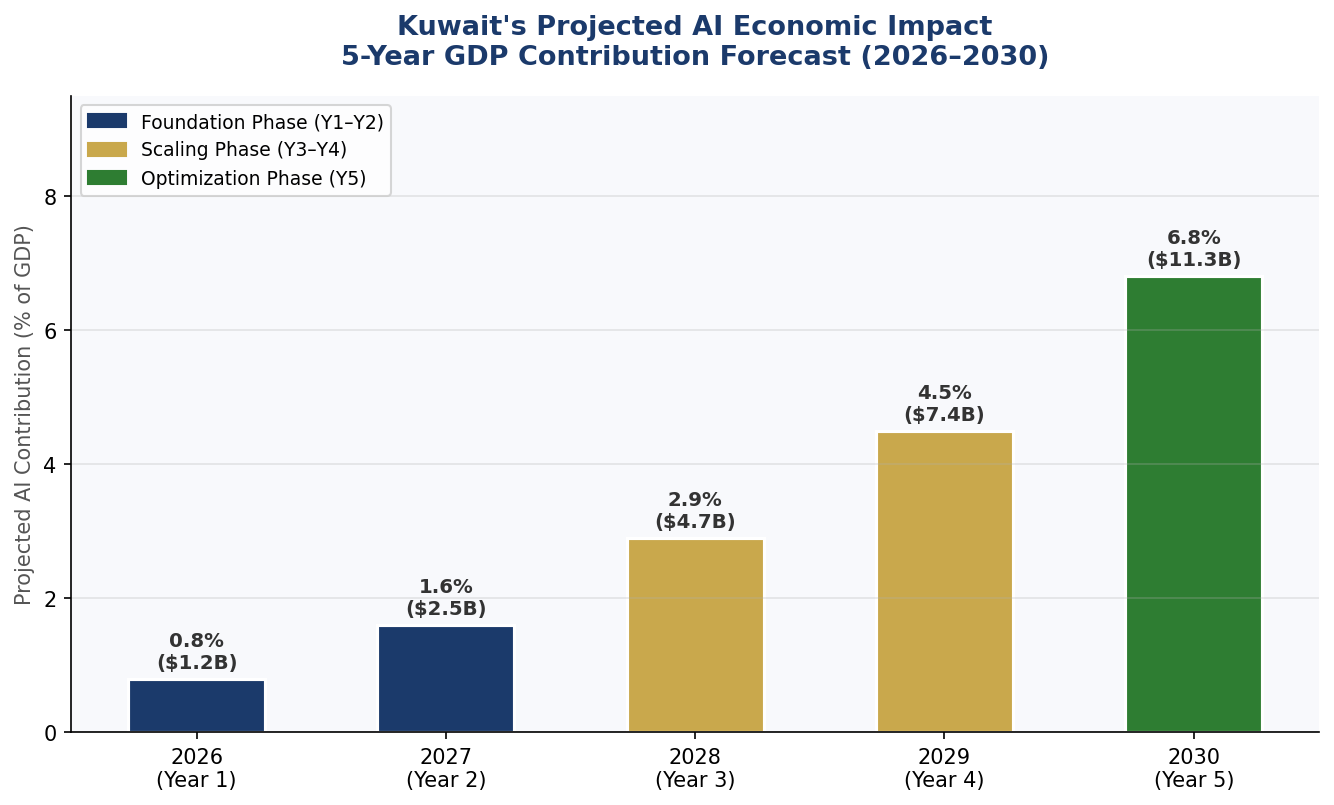 Kuwait's Projected AI Economic Impact
5-Year GDP Contribution Forecast (2026–2030)
Foundation Phase (Y1–Y2)
Scaling Phase (Y3–Y4)
Optimization Phase (Y5)
Projected AI Contribution (% of GDP)
8
6
4
2
0
0.8%
($1.2B)
1.6%
($2.5B)
2.9%
($4.7B)
4.5%
($7.4B)
6.8%
($11.3B)
2026
(Year 1)
2027
(Year 2)
2028
(Year 3)
2029
(Year 4)
2030
(Year 5)